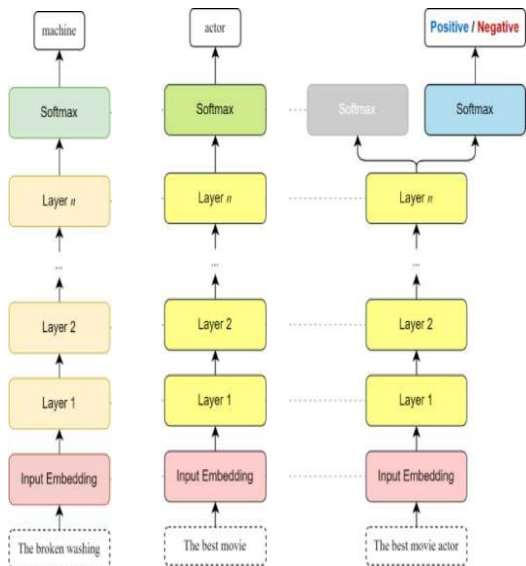 machine
Softmax
Layer n
...
Layer 2
Layer 1
Input Embedding
The broken washing
actor
Softmax
Layer n
...
Layer 2
Layer 1
Input Embedding
The best movie
Positive / Negative
Softmax
Softmax
Layer n
...
Layer 2
Layer 1
Input Embedding
The best movie actor